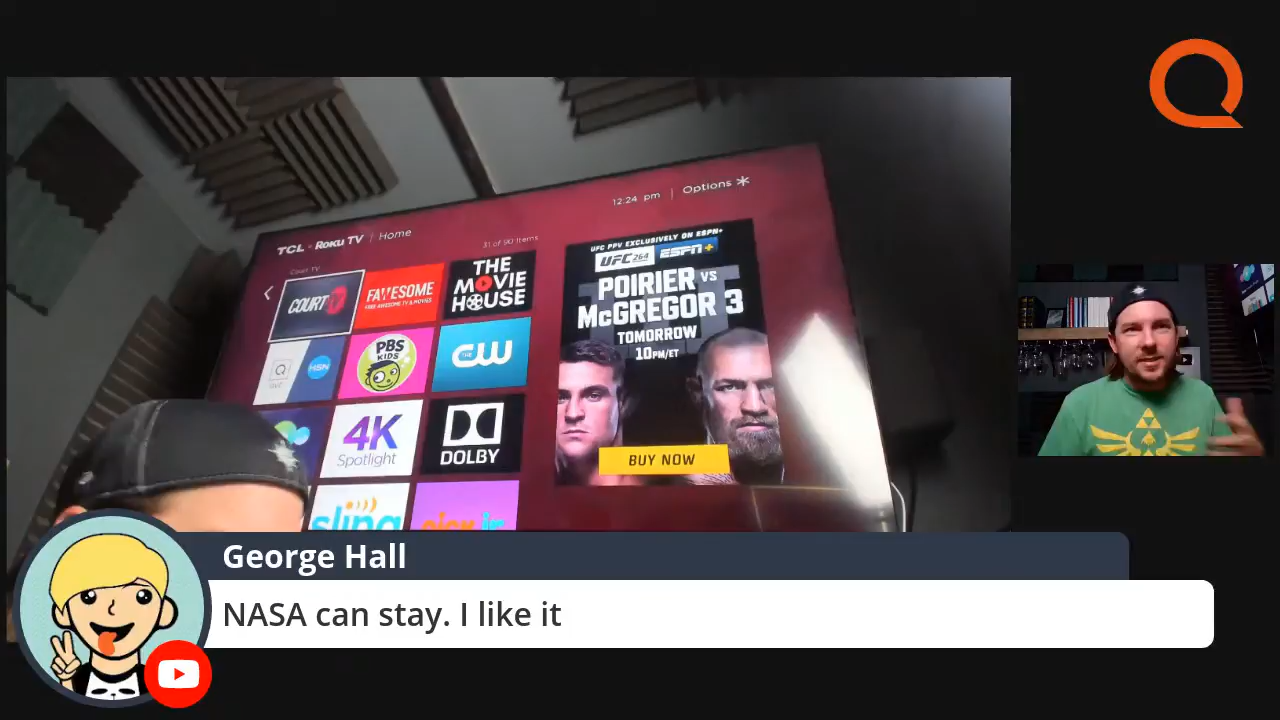 12:24 pm | Options
TCL · Roku TV | Home
31 of 90 Items
Court TV
COURT TV
FAWESOME
FREE AWESOME TV & MOVIES
THE
MOVIE
HOUSE
QVC
HSN
PBS
KIDS
THE CW
4K
Spotlight
DOLBY
sling
nick jr.
UFC PPV EXCLUSIVELY ON ESPN+
UFC 264
ESPN+
POIRIER VS
McGREGOR 3
TOMORROW
10PM/ET
BUY NOW
George Hall
NASA can stay. I like it